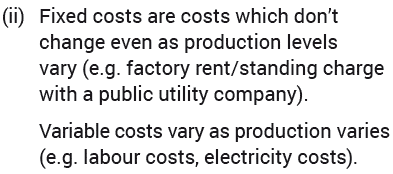 (ii) Fixed costs are costs which don't
change even as production levels
vary (e.g. factory rent/standing charge
with a public utility company).
Variable costs vary as production varies
(e.g. labour costs, electricity costs).